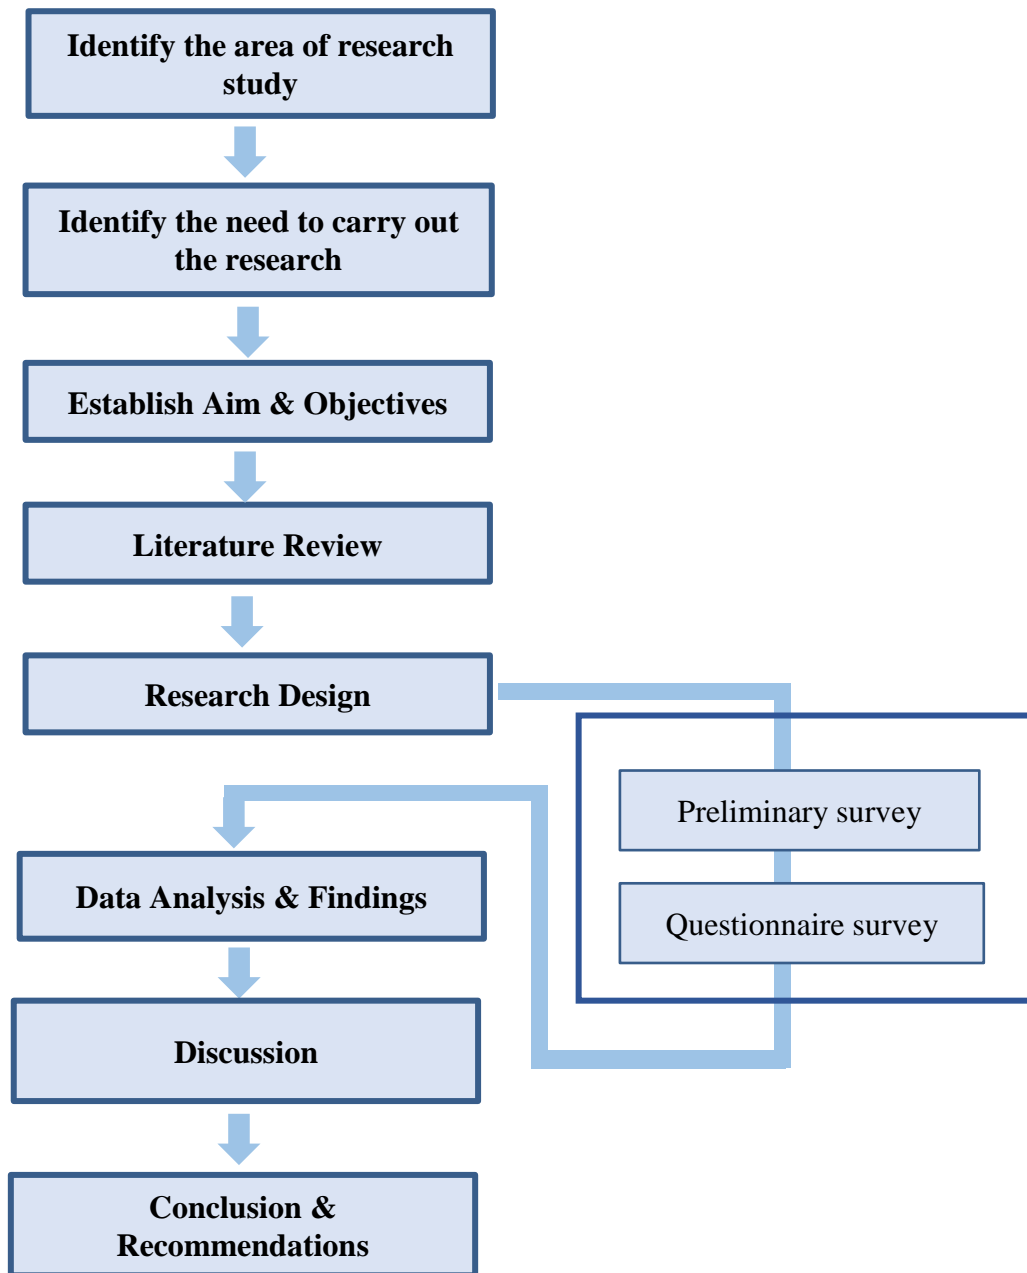 Identify the area of research
study
Identify the need to carry out
the research
Establish Aim & Objectives
Literature Review
Research Design
Preliminary survey
Questionnaire survey
Data Analysis & Findings
Discussion
Conclusion &
Recommendations